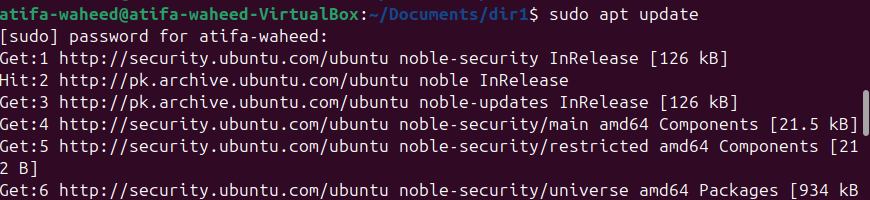 atifa-waheed@atifa-waheed-VirtualBox:~/Documents/dir1$ sudo apt update
[sudo] password for atifa-waheed:
Get:1 http://security.ubuntu.com/ubuntu noble-security InRelease [126 kB]
Hit:2 http://pk.archive.ubuntu.com/ubuntu noble InRelease
Get:3 http://pk.archive.ubuntu.com/ubuntu noble-updates InRelease [126 kB]
Get:4 http://security.ubuntu.com/ubuntu noble-security/main amd64 Components [21.5 kB]
Get:5 http://security.ubuntu.com/ubuntu noble-security/restricted amd64 Components [21
2 B]
Get:6 http://security.ubuntu.com/ubuntu noble-security/universe amd64 Packages [934 kB